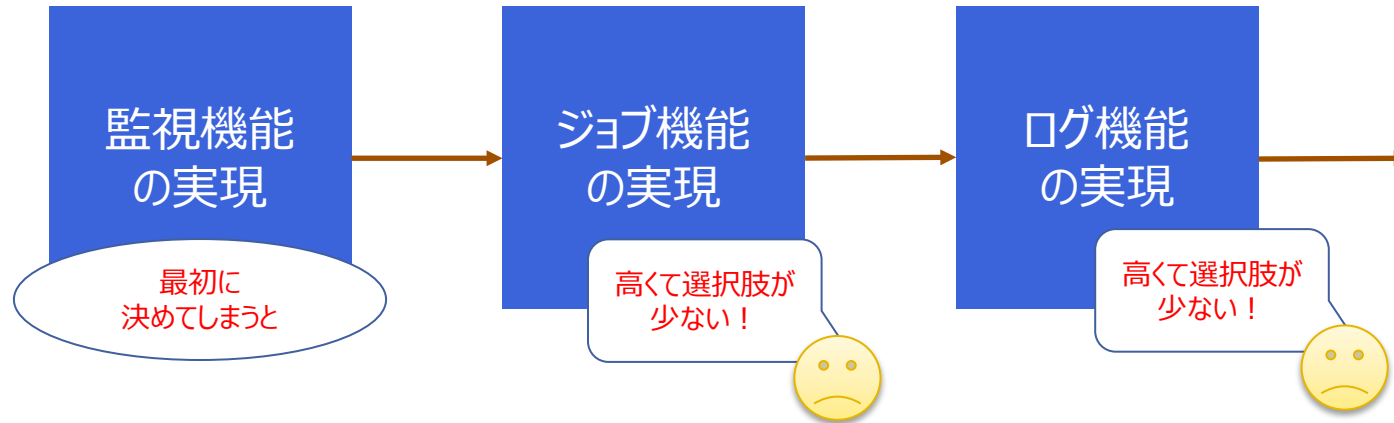 監視機能
の実現
最初に
決めてしまうと
ジョブ機能
の実現
高くて選択肢が
少ない！
ログ機能
の実現
高くて選択肢が
少ない！